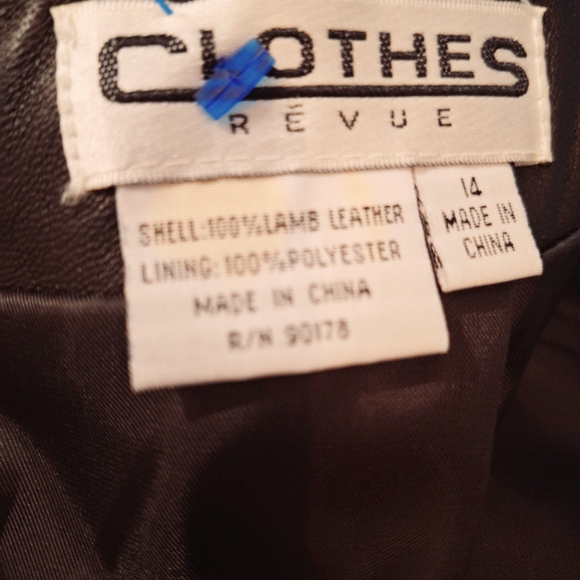 CLOTHES
RÉVUE
14
MADE IN
CHINA
SHELL:100%LAMB LEATHER
LINING:100%POLYESTER
MADE IN CHINA
R/N 90178